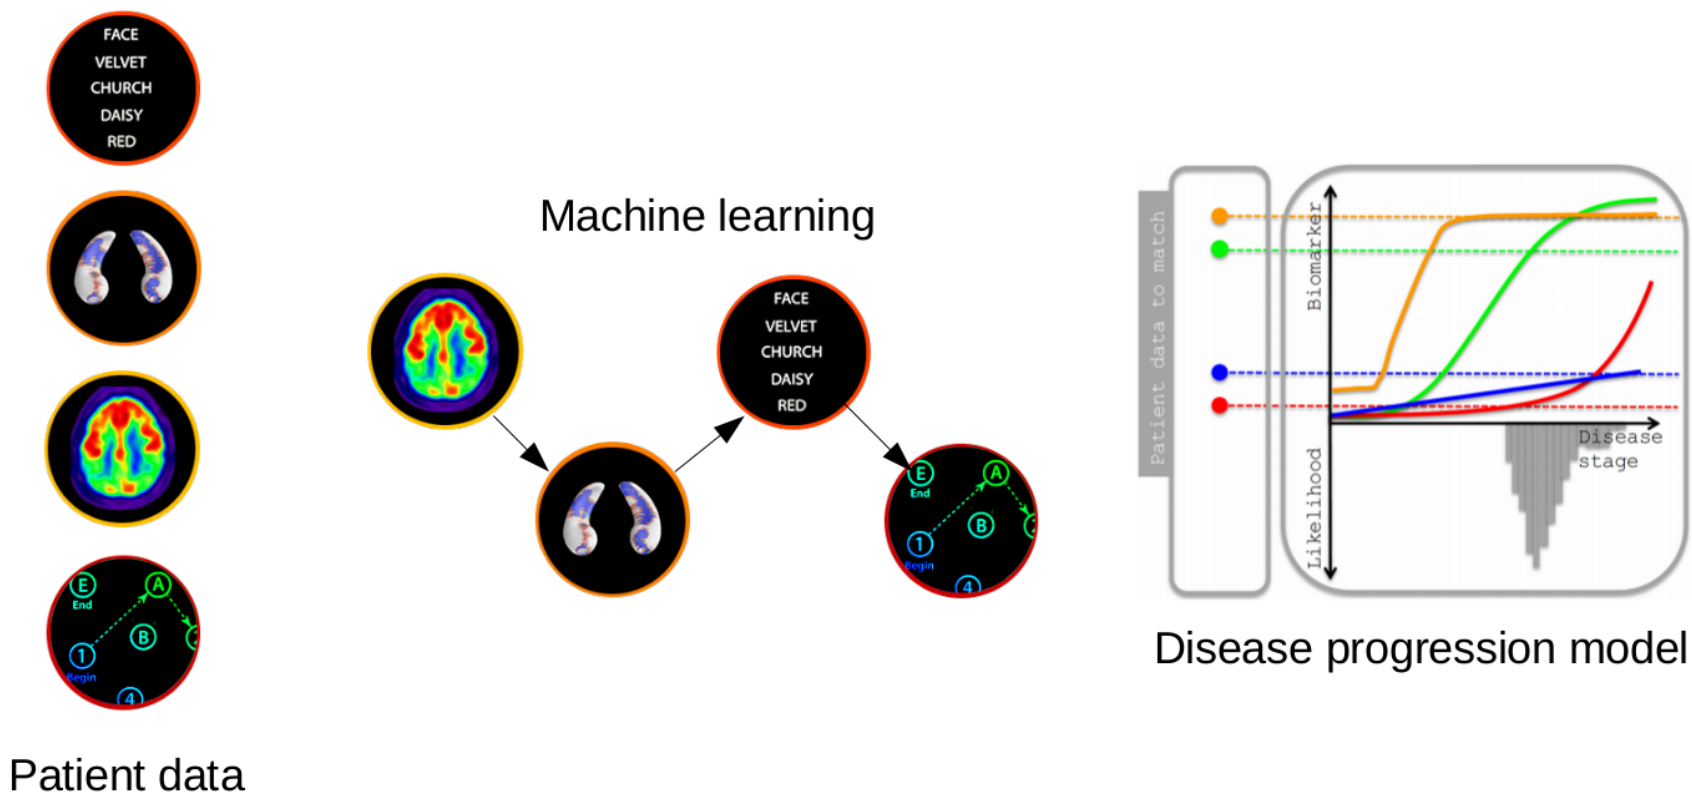 FACE
VELVET
CHURCH
DAISY
RED
E
End
A
B
1
Begin
4
Patient data
Machine learning
FACE
VELVET
CHURCH
DAISY
RED
E
End
A
B
1
Begin
4
Patient data to match
Biomarker
Likelihood
Disease
stage
Disease progression model